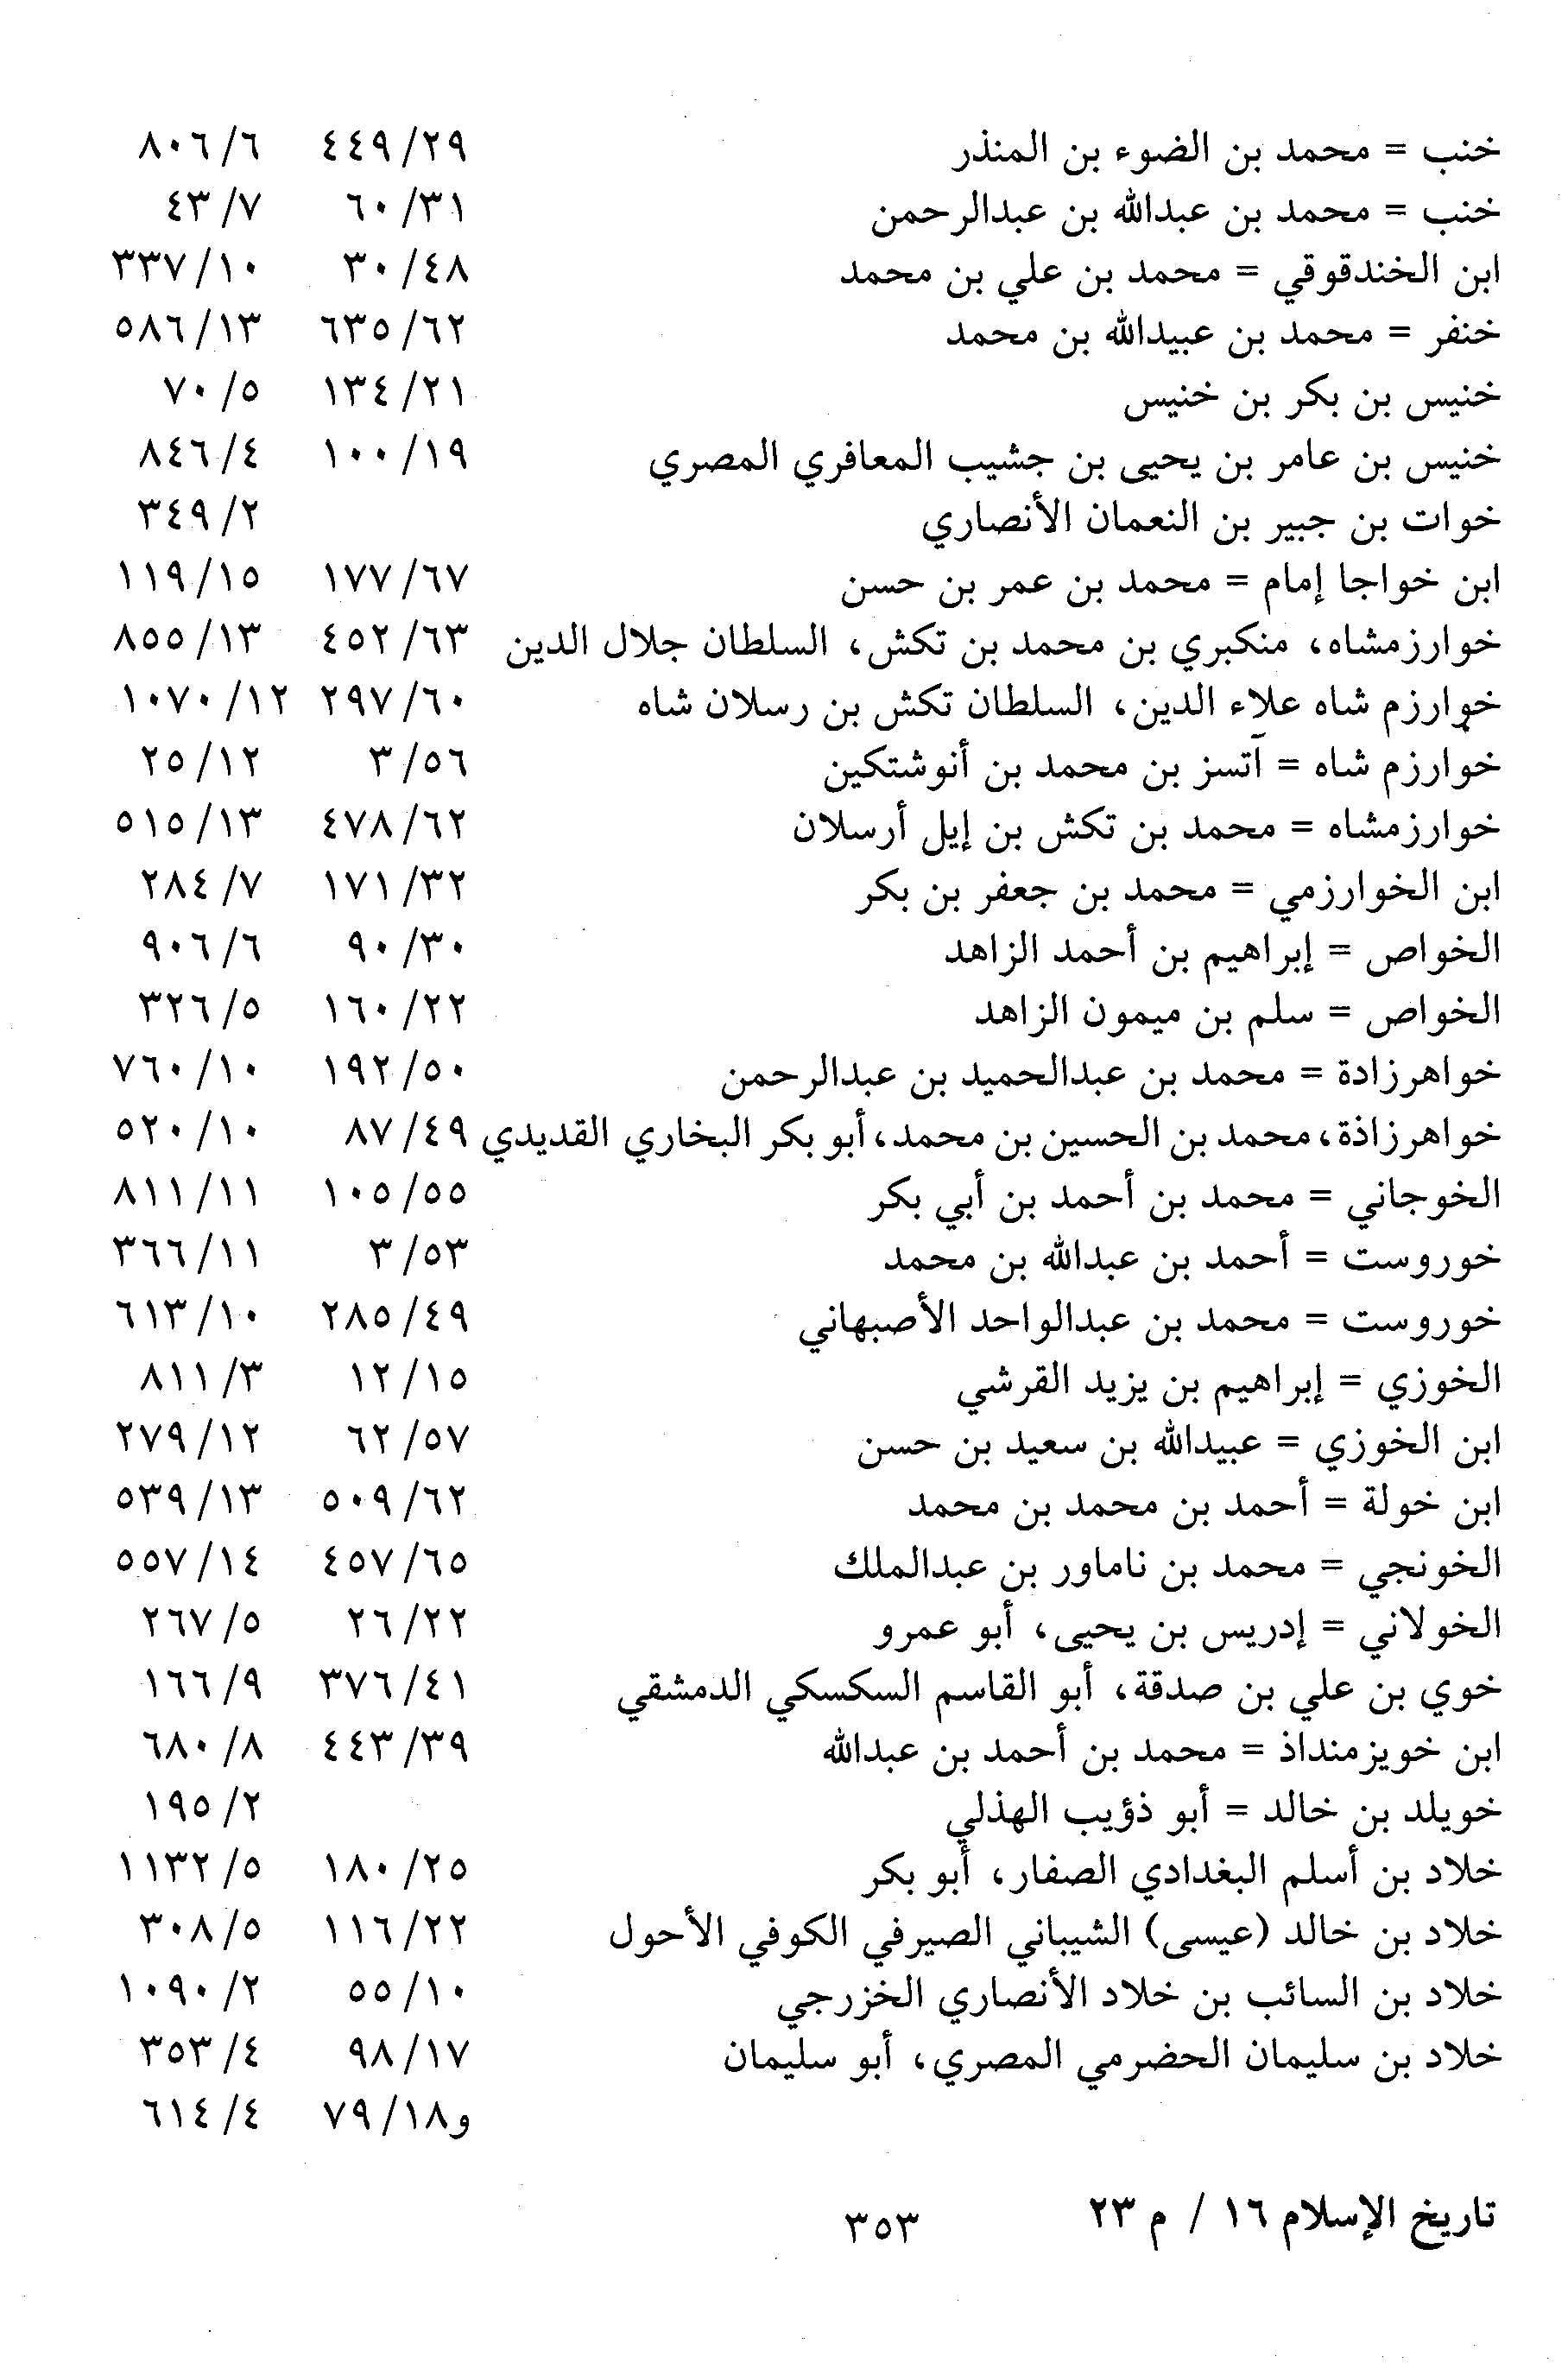 خنب = محمد بن الضوء بن المنذر ٢٩/٤٤٩ ٦/٨٠٦
خنب = محمد بن عبدالله بن عبدالرحمن ٣١/٦٠ ٧/٤٣
ابن الخندقوقي = محمد بن علي بن محمد ٤٨/٣٠ ١٠/٣٣٧
خنفر = محمد بن عبيدالله بن محمد ٦٢/٦٣٥ ١٣/٥٨٦
خنيس بن بكر بن خنيس ٢١/١٣٤ ٥/٧٠
خنيس بن عامر بن يحيى بن جشيب المعافري المصري ١٩/١٠٠ ٤/٨٤٦
خوات بن جبير بن النعمان الأنصاري ٢/٣٤٩
ابن خواجا إمام = محمد بن عمر بن حسن ٦٧/١٧٧ ١٥/١١٩
خوارزمشاه، منكبري بن محمد بن تكش، السلطان جلال الدين ٦٣/٤٥٢ ١٣/٨٥٥
خوارزم شاه علاء الدين، السلطان تكش بن رسلان شاه ٦٠/٢٩٧ ١٢/١٠٧٠
خوارزم شاه = آتسز بن محمد بن أنوشتكين ٥٦/٣ ١٢/٢٥
خوارزمشاه = محمد بن تكش بن إيل أرسلان ٦٢/٤٧٨ ١٣/٥١٥
ابن الخوارزمي = محمد بن جعفر بن بكر ٣٢/١٧١ ٧/٢٨٤
الخواص = إبراهيم بن أحمد الزاهد ٣٠/٩٠ ٦/٩٠٦
الخواص = سلم بن ميمون الزاهد ٢٢/١٦٠ ٥/٣٢٦
خواهرزادة = محمد بن عبدالحميد بن عبدالرحمن ٥٠/١٩٢ ١٠/٧٦٠
خواهرزاذة، محمد بن الحسين بن محمد، أبو بكر البخاري القديدي ٤٩/٨٧ ١٠/٥٢٠
الخوجاني = محمد بن أحمد بن أبي بكر ٥٥/١٠٥ ١١/٨١١
خوروست = أحمد بن عبدالله بن محمد ٥٣/٣ ١١/٣٦٦
خوروست = محمد بن عبدالواحد الأصبهاني ٤٩/٢٨٥ ١٠/٦١٣
الخوزي = إبراهيم بن يزيد القرشي ١٥/١٢ ٣/٨١١
ابن الخوزي = عبيدالله بن سعيد بن حسن ٥٧/٦٢ ١٢/٢٧٩
ابن خولة = أحمد بن محمد بن محمد ٦٢/٥٠٩ ١٣/٥٣٩
الخونجي = محمد بن ناماور بن عبدالملك ٦٥/٤٥٧ ١٤/٥٥٧
الخولاني = إدريس بن يحيى، أبو عمرو ٢٢/٢٦ ٥/٢٦٧
خوي بن علي بن صدقة، أبو القاسم السكسكي الدمشقي ٤١/٣٧٦ ٩/١٦٦
ابن خويزمنداذ = محمد بن أحمد بن عبدالله ٣٩/٤٤٣ ٨/٦٨٠
خويلد بن خالد = أبو ذؤيب الهذلي ٢/١٩٥
خلاد بن أسلم البغدادي الصفار، أبو بكر ٢٥/١٨٠ ٥/١١٣٢
خلاد بن خالد (عيسى) الشيباني الصيرفي الكوفي الأحول ٢٢/١١٦ ٥/٣٠٨
خلاد بن السائب بن خلاد الأنصاري الخزرجي ١٠/٥٥ ٢/١٠٩٠
خلاد بن سليمان الحضرمي المصري، أبو سليمان ١٧/٩٨ ٤/٣٥٣
و١٨/٧٩ ٤/٦١٤
تاريخ الإسلام ١٦ / م ٢٣
٣٥٣